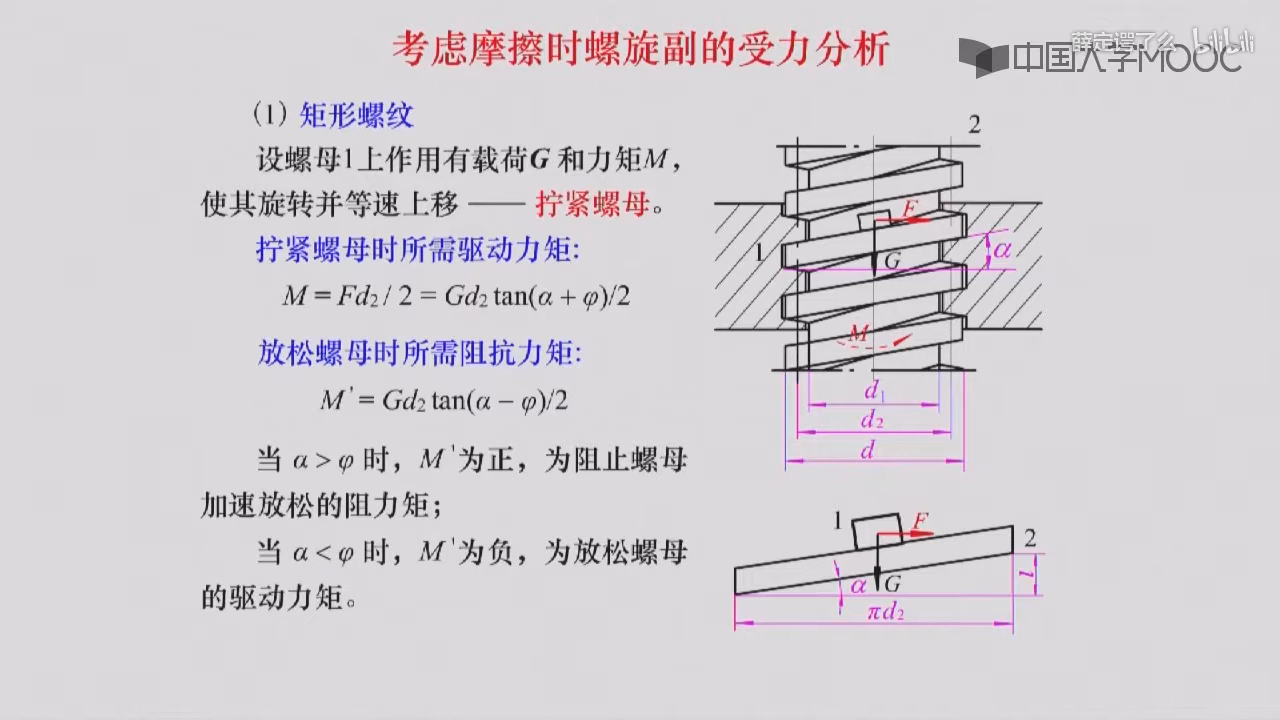 考虑摩擦时螺旋副的受力分析
薛定谔了么 bilibili
中国大学MOOC
(1) 矩形螺纹
设螺母1上作用有载荷G 和力矩M，
使其旋转并等速上移 —— 拧紧螺母。
拧紧螺母时所需驱动力矩:
M = Fd₂ / 2 = Gd₂ tan(α + φ)/2
放松螺母时所需阻抗力矩:
M' = Gd₂ tan(α − φ)/2
当 α > φ 时，M '为正，为阻止螺母
加速放松的阻力矩；
当 α < φ 时，M '为负，为放松螺母
的驱动力矩。
2
F
1
G
α
M
d₁
d₂
d
1
F
2
α
G
l
πd₂